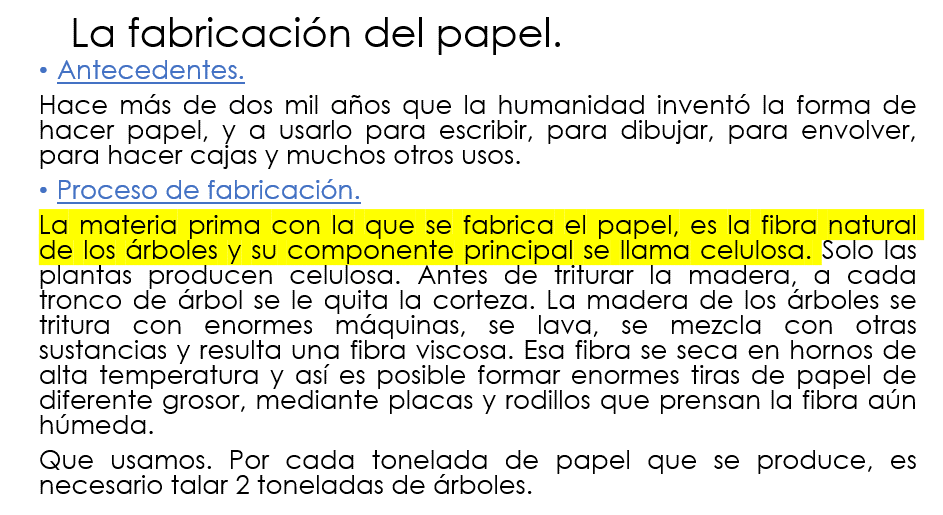 La fabricación del papel.
• Antecedentes.
Hace más de dos mil años que la humanidad inventó la forma de
hacer papel, y a usarlo para escribir, para dibujar, para envolver,
para hacer cajas y muchos otros usos.
• Proceso de fabricación.
La materia prima con la que se fabrica el papel, es la fibra natural
de los árboles y su componente principal se llama celulosa. Solo las
plantas producen celulosa. Antes de triturar la madera, a cada
tronco de árbol se le quita la corteza. La madera de los árboles se
tritura con enormes máquinas, se lava, se mezcla con otras
sustancias y resulta una fibra viscosa. Esa fibra se seca en hornos de
alta temperatura y así es posible formar enormes tiras de papel de
diferente grosor, mediante placas y rodillos que prensan la fibra aún
húmeda.
Que usamos. Por cada tonelada de papel que se produce, es
necesario talar 2 toneladas de árboles.